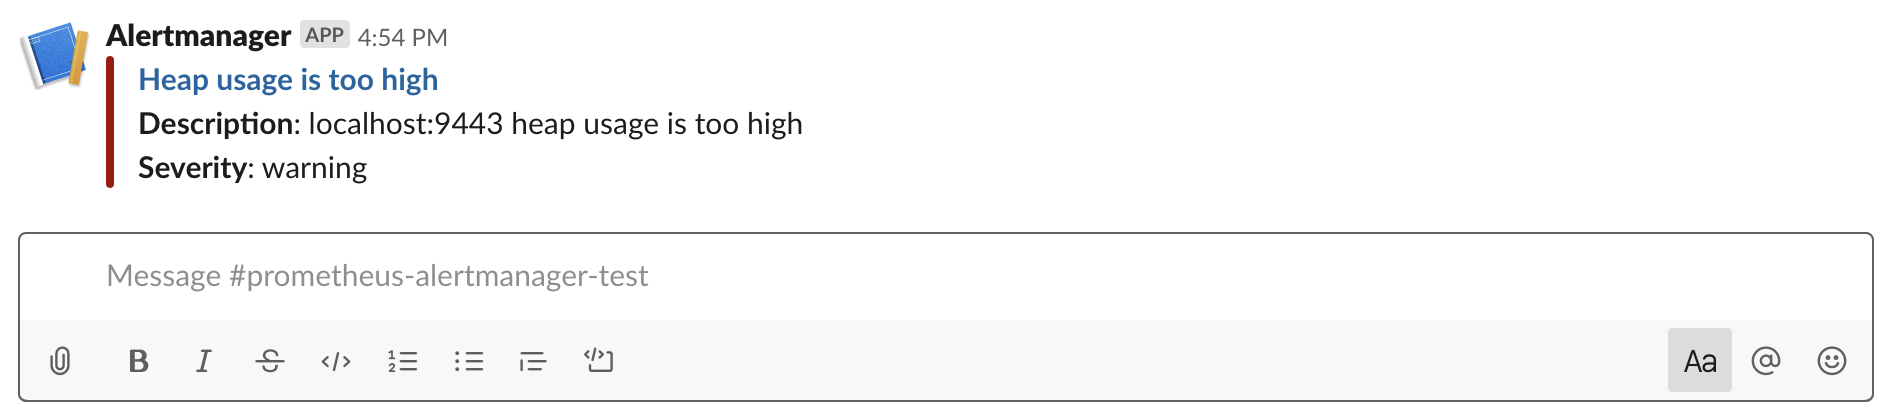 Alertmanager APP 4:54 PM
Heap usage is too high
Description: localhost:9443 heap usage is too high
Severity: warning
Message #prometheus-alertmanager-test
B I S </> Aa @